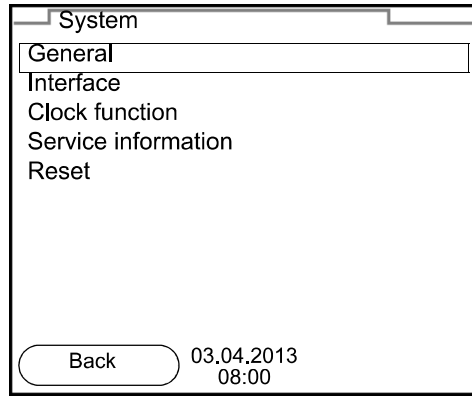 System
General
Interface
Clock function
Service information
Reset
Back
03.04.2013
08:00